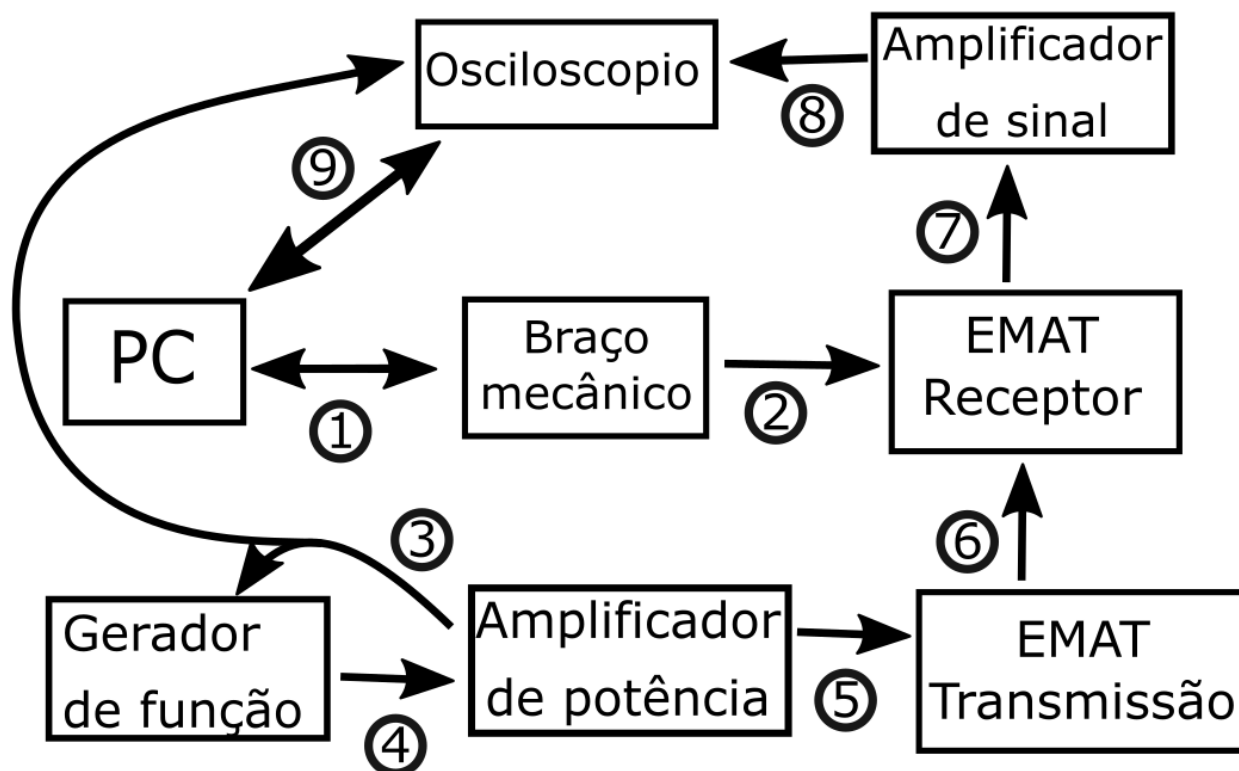 Osciloscopio
Amplificador
de sinal
8
9
7
PC
Braço
mecânico
EMAT
Receptor
1
2
3
6
Gerador
de função
Amplificador
de potência
EMAT
Transmissão
4
5